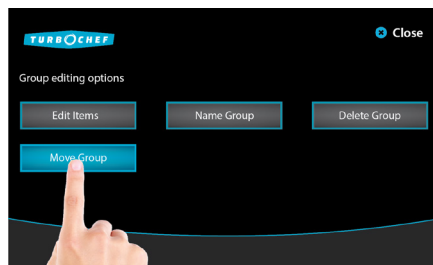 TURBOCHEF
Close
Group editing options
Edit Items
Name Group
Delete Group
Move Group